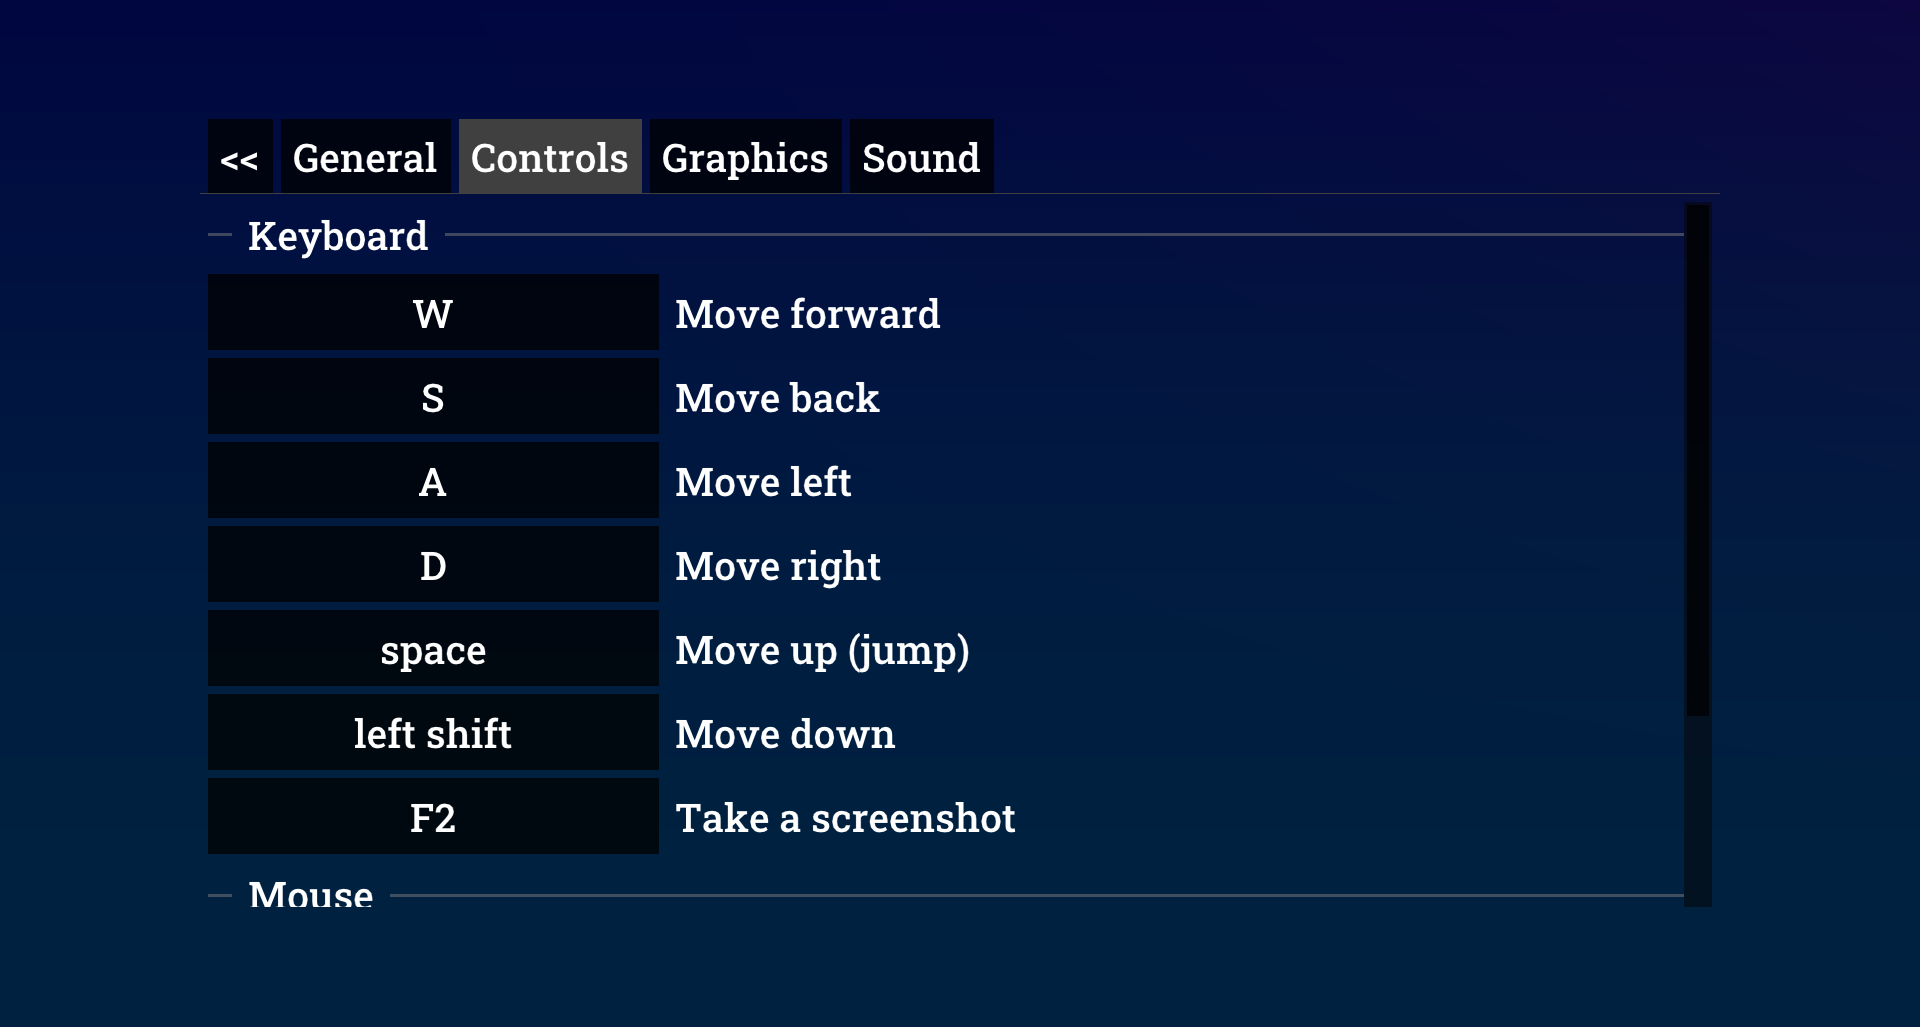 << General Controls Graphics Sound
Keyboard
W Move forward
S Move back
A Move left
D Move right
space Move up (jump)
left shift Move down
F2 Take a screenshot
Mouse